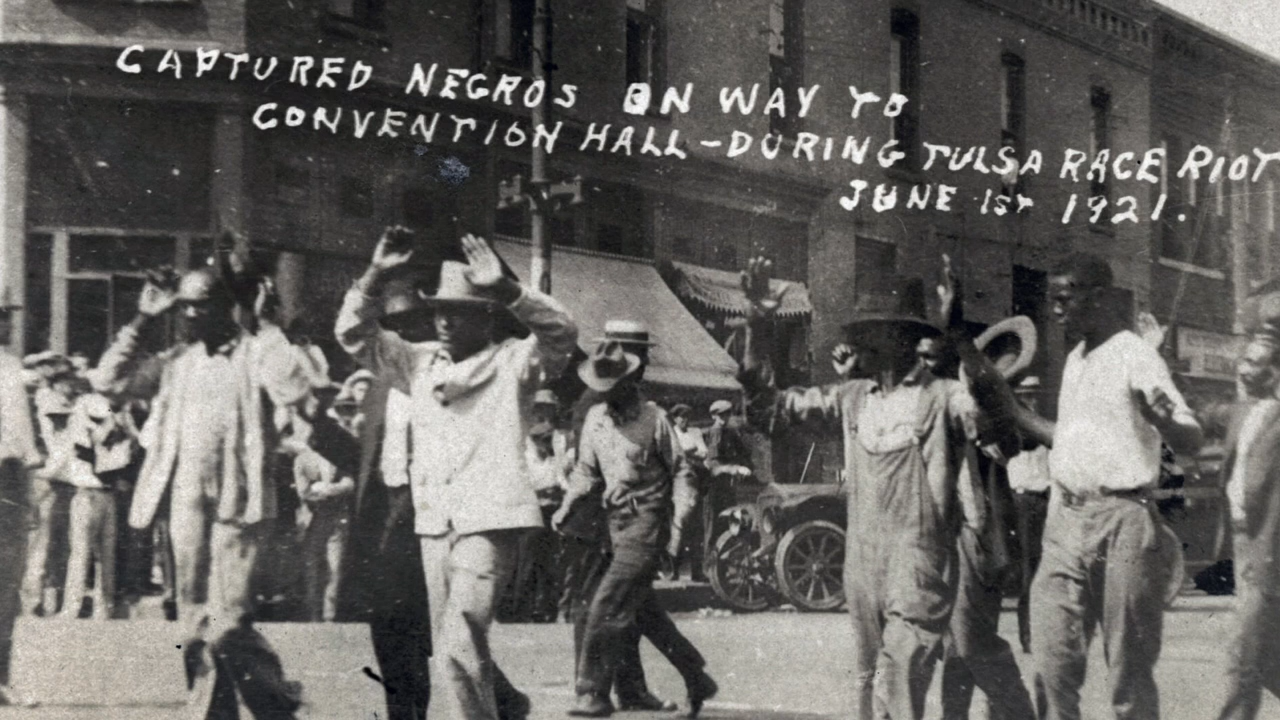 CAPTURED NEGROS ON WAY TO
CONVENTION HALL - DURING TULSA RACE RIOT
JUNE 1ST 1921.